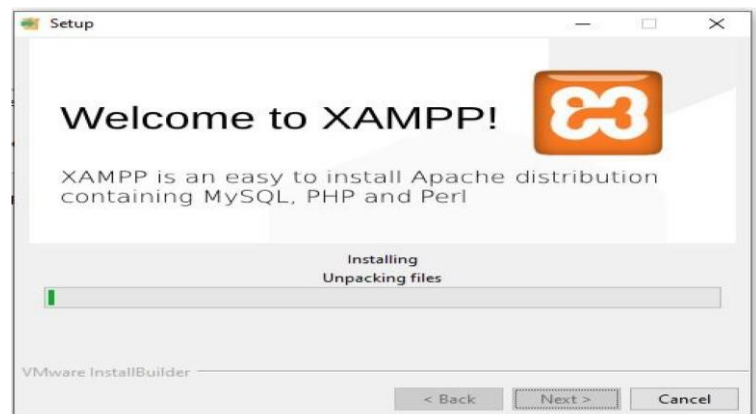 Setup
Welcome to XAMPP!
XAMPP is an easy to install Apache distribution
containing MySQL, PHP and Perl
Installing
Unpacking files
VMware InstallBuilder
< Back
Next >
Cancel